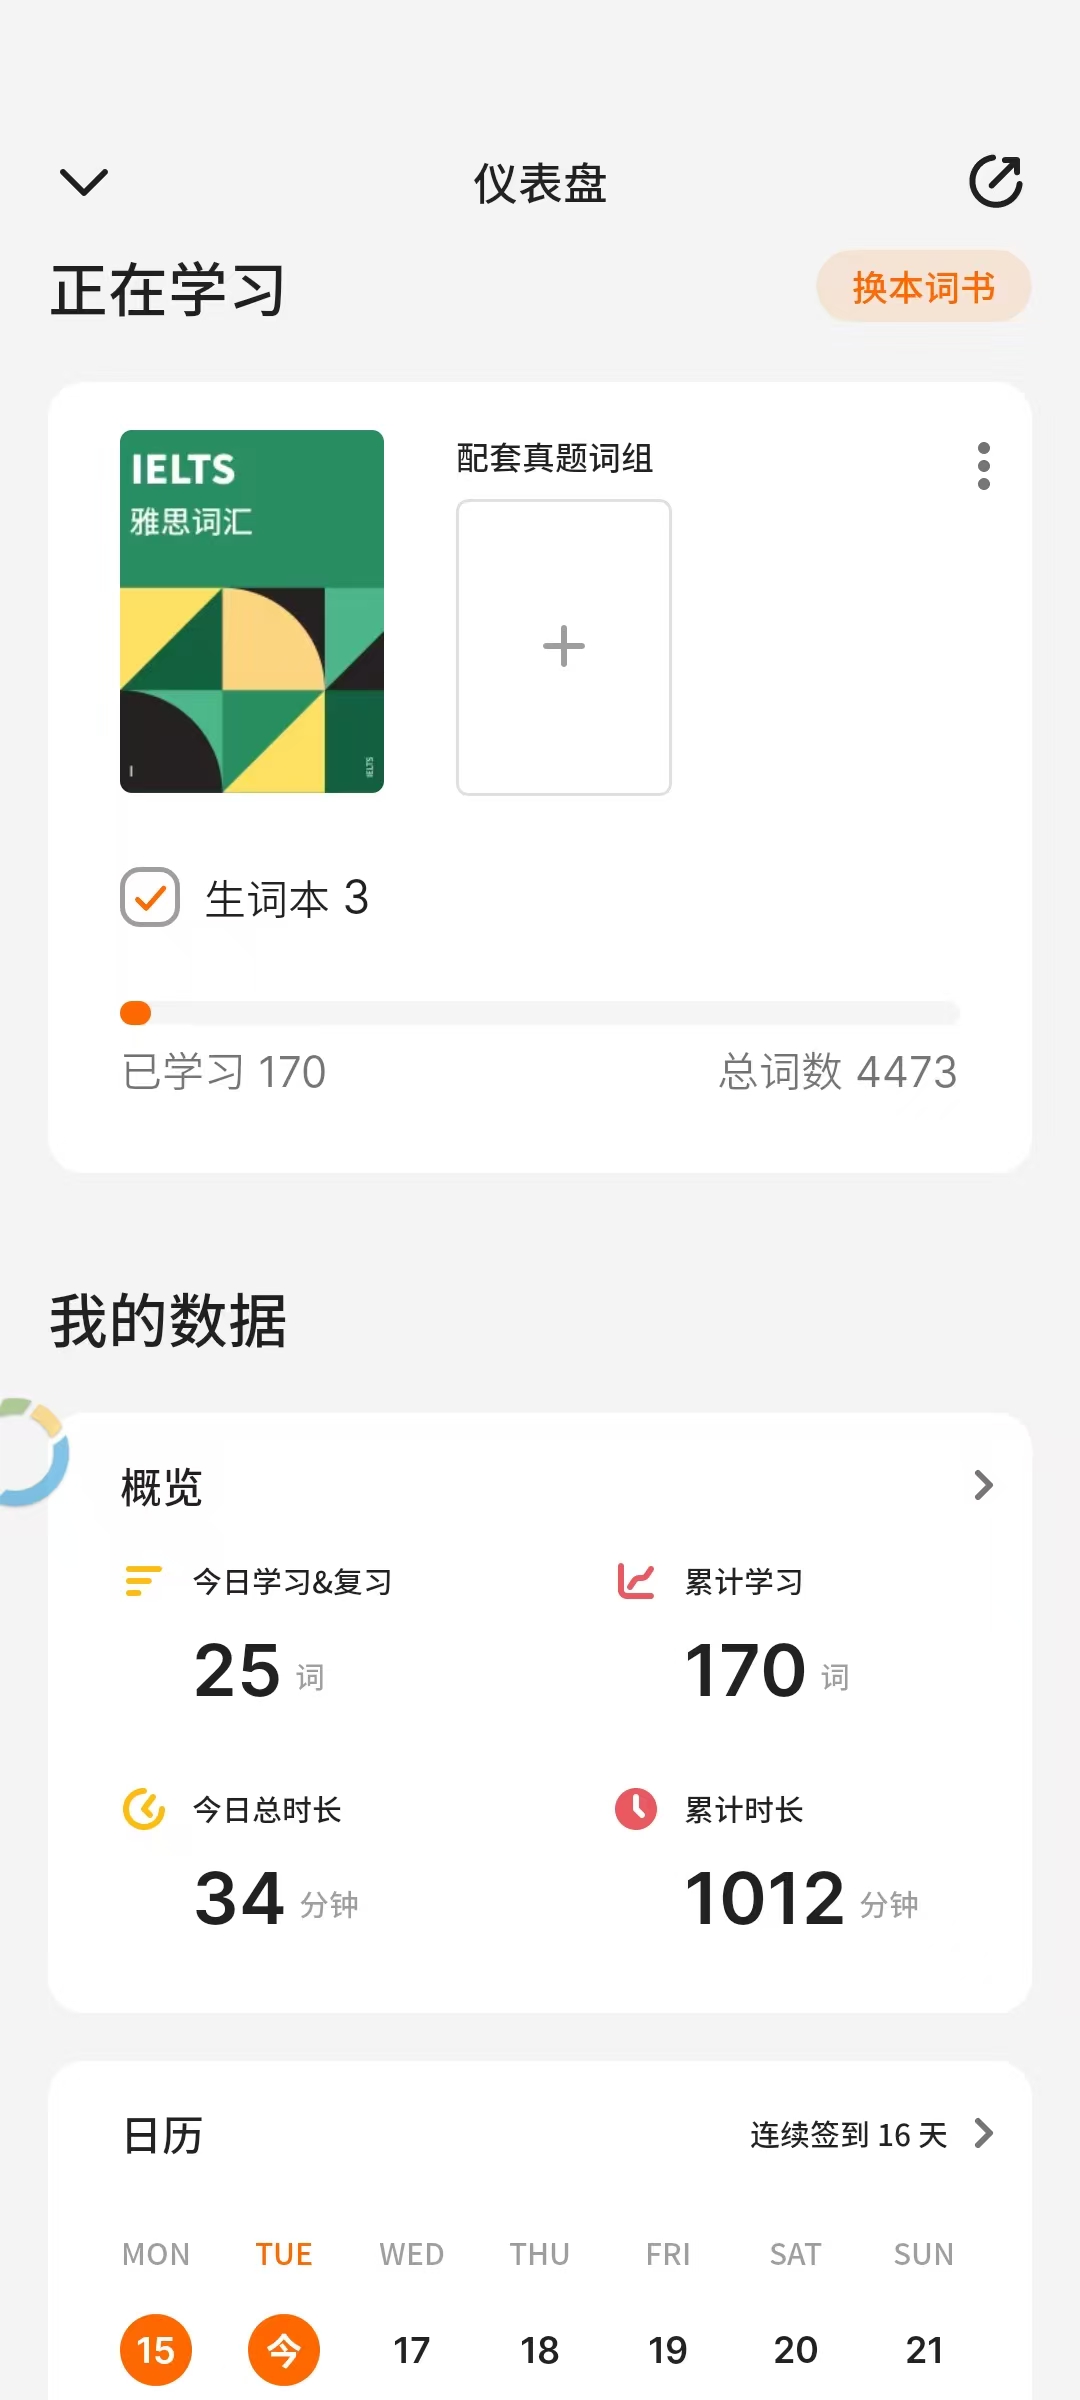 仪表盘
正在学习
换本词书
IELTS
雅思词汇
IELTS
配套真题词组
生词本 3
已学习 170
总词数 4473
我的数据
概览
今日学习&复习
25 词
累计学习
170 词
今日总时长
34 分钟
累计时长
1012 分钟
日历
连续签到 16 天
MON TUE WED THU FRI SAT SUN
15 今 17 18 19 20 21